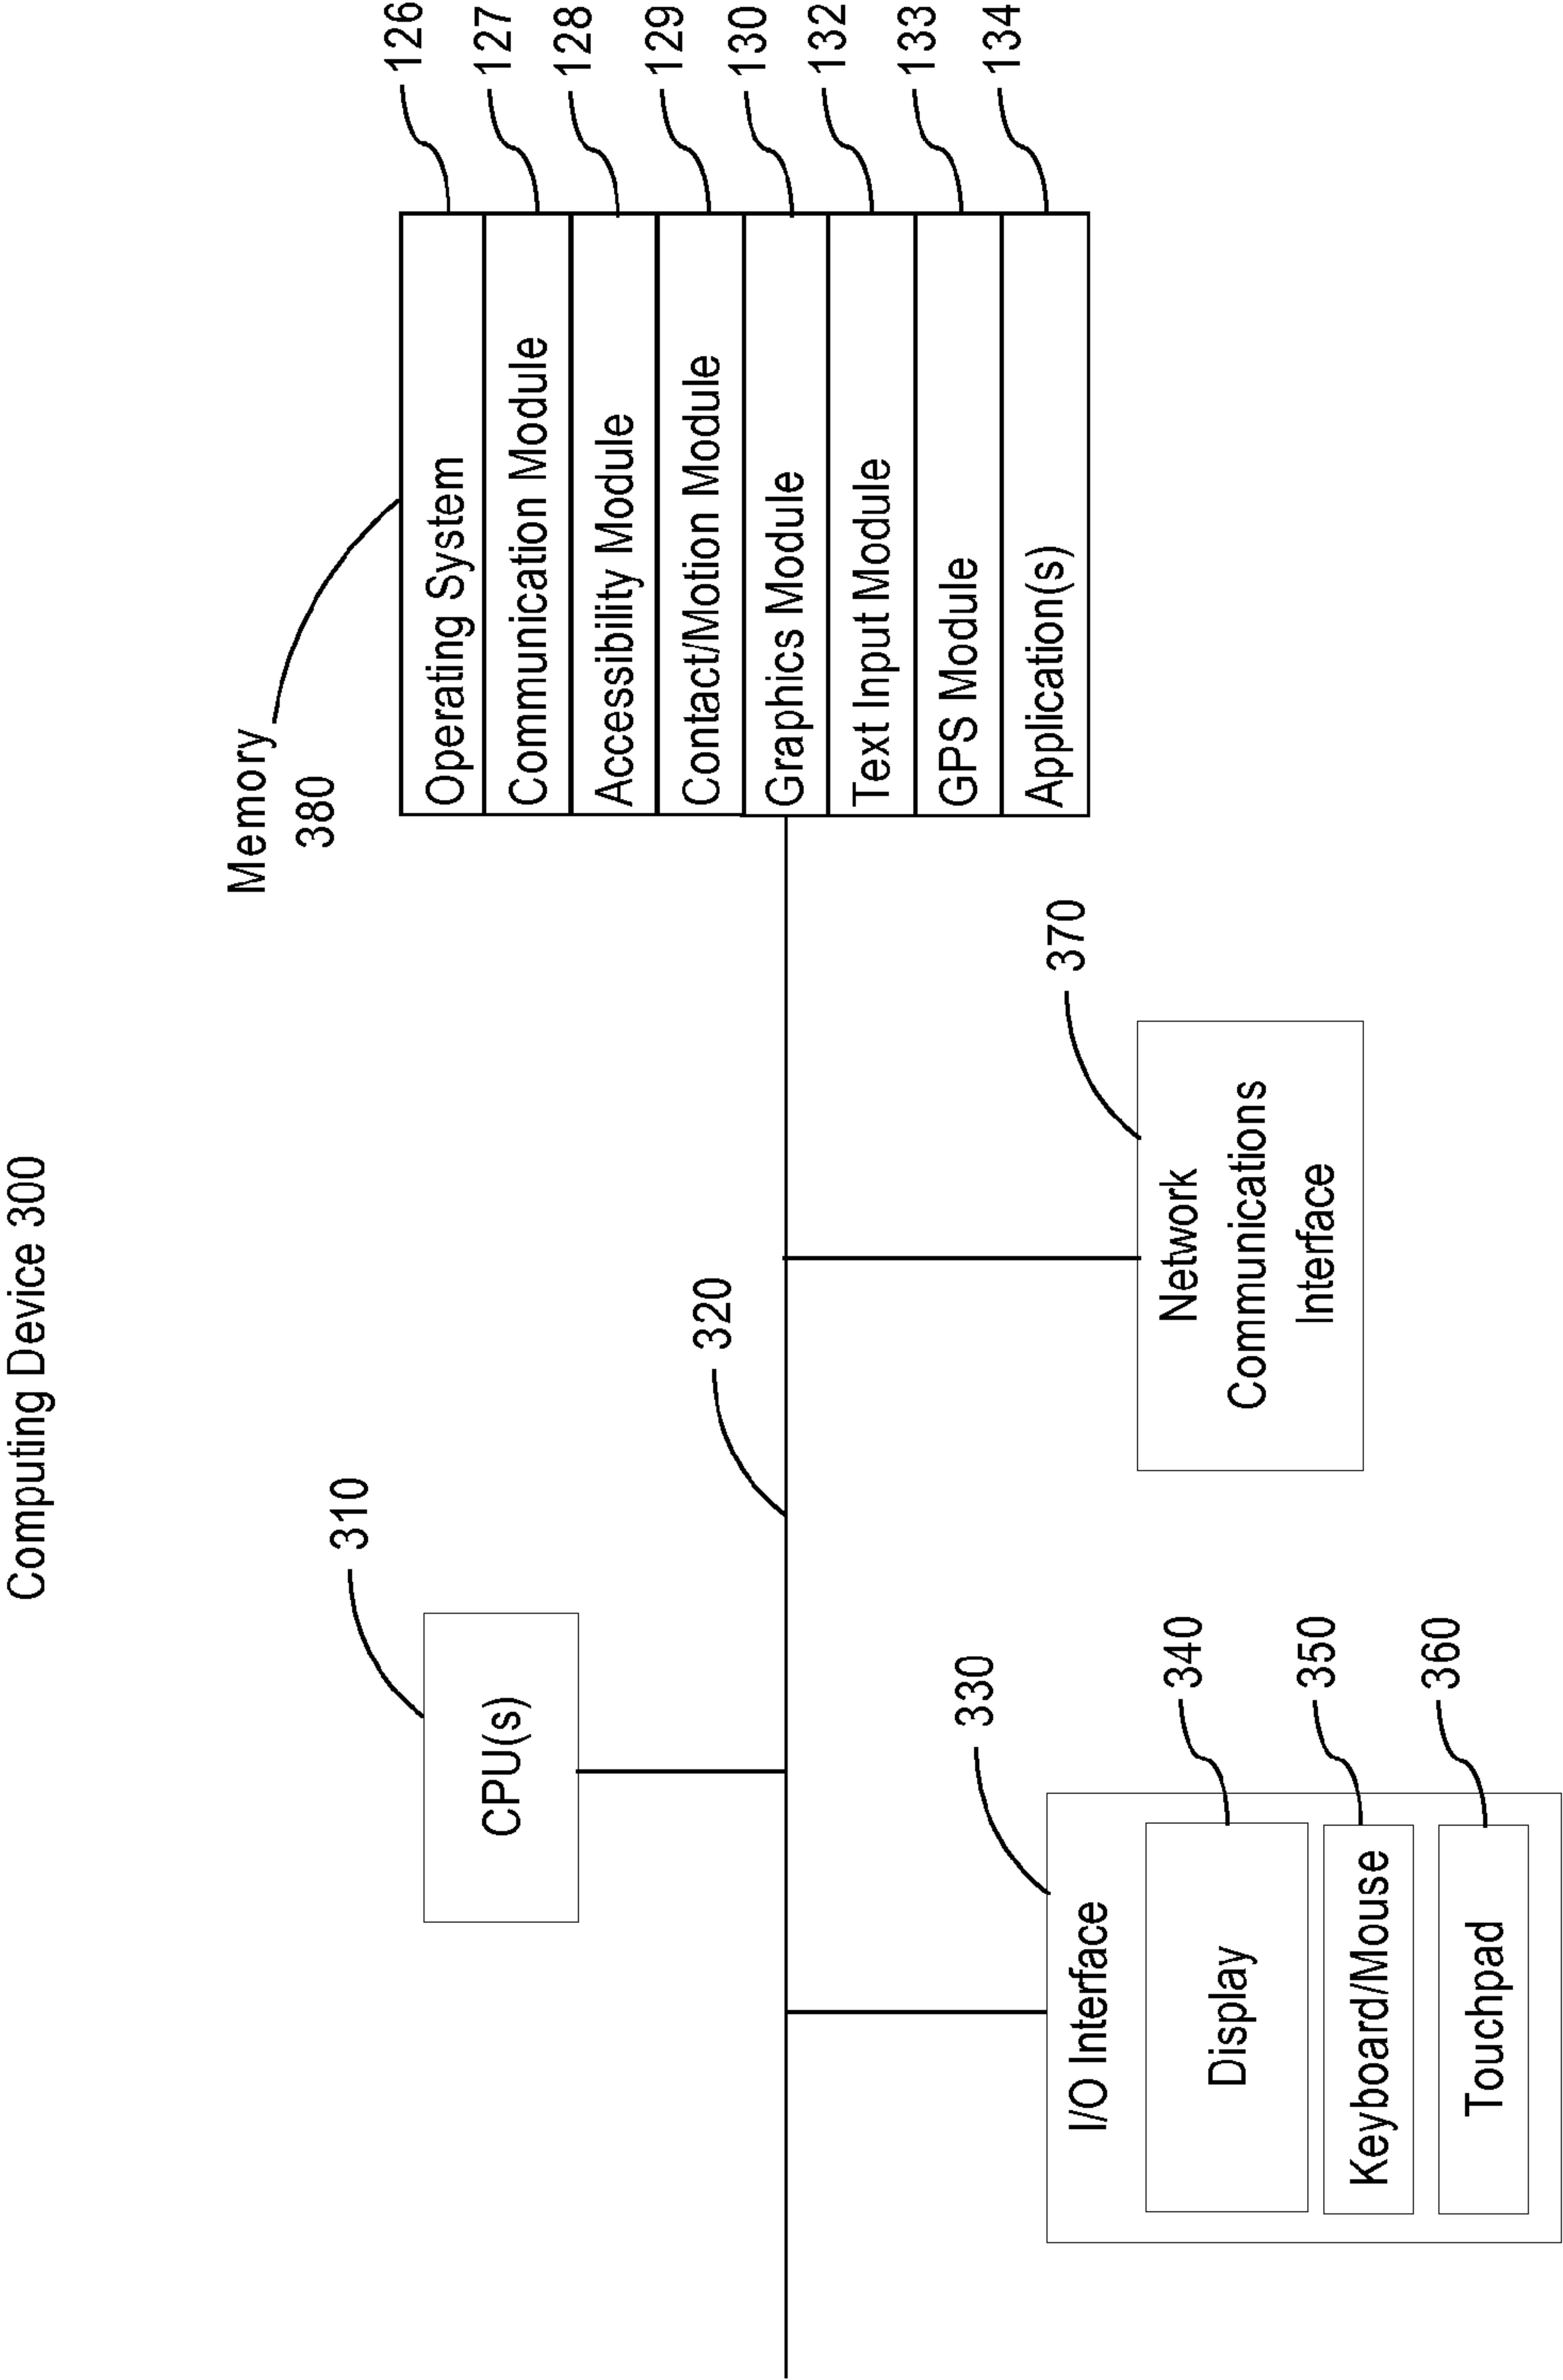 Computing Device 300
Memory
380
310
CPU(s)
320
Operating System
126
Communication Module
127
Accessibility Module
128
Contact/Motion Module
129
Graphics Module
130
Text Input Module
132
GPS Module
133
Application(s)
134
330
I/O Interface
Display
340
Keyboard/Mouse
350
Touchpad
360
370
Network
Communications
Interface